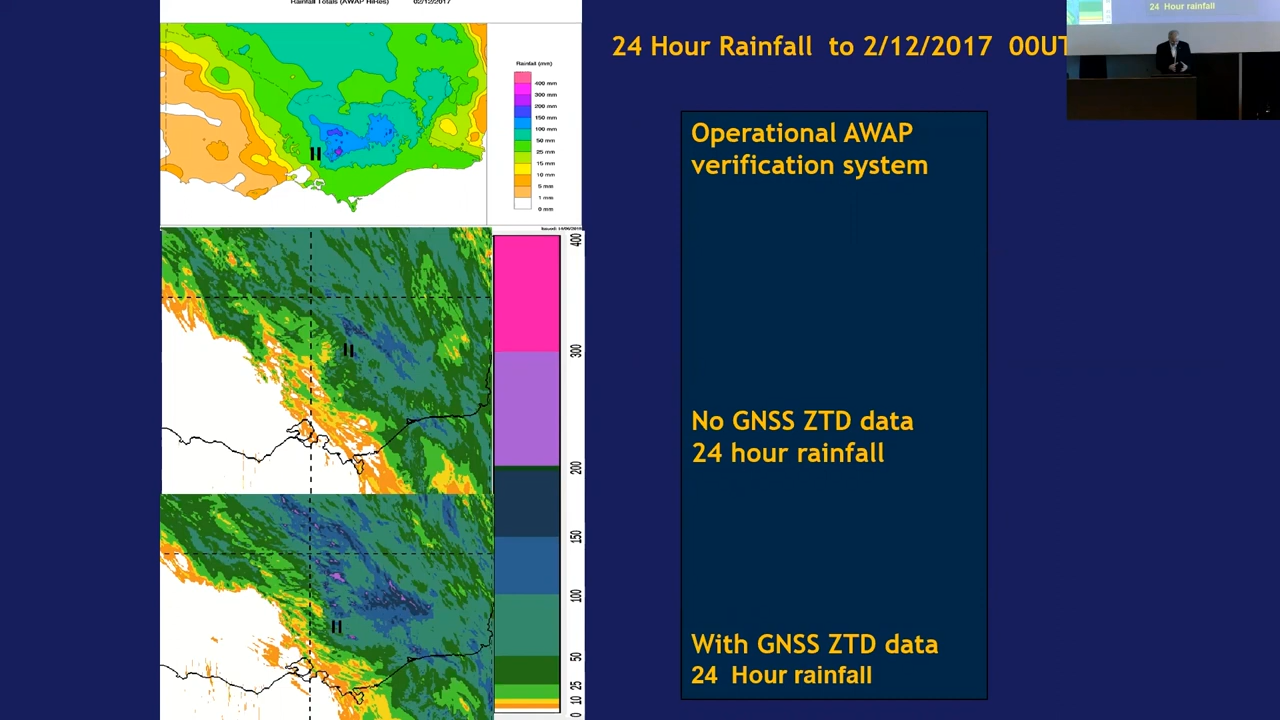 Rainfall Totals (AWAP HiRes) 02/12/2017
24 Hour Rainfall to 2/12/2017 00UT
24 Hour rainfall
Rainfall (mm)
400 mm
300 mm
200 mm
150 mm
100 mm
50 mm
25 mm
15 mm
10 mm
5 mm
1 mm
0 mm
Operational AWAP
verification system
400
300
200
150
100
50
25
10
0
No GNSS ZTD data
24 hour rainfall
With GNSS ZTD data
24 Hour rainfall